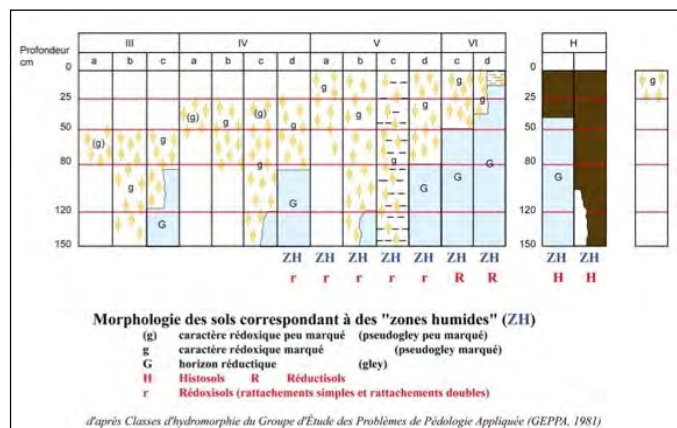 Profondeur cm
III IV V VI H
a b c a b c d a b c d c d
0 0
g g g
25 25
(g) g (g) g g g g
50 50
(g) g g
80 80
g g g G G G G
120 G G 120
150 150
ZH ZH ZH ZH ZH ZH ZH ZH ZH
r r r r r R R H H
Morphologie des sols correspondant à des "zones humides" (ZH)
(g) caractère rédoxique peu marqué (pseudogley peu marqué)
g caractère rédoxique marqué (pseudogley marqué)
G horizon réductique (gley)
H Histosols R Réductisols
r Rédoxisols (rattachements simples et rattachements doubles)
d'après Classes d'hydromorphie du Groupe d'Étude des Problèmes de Pédologie Appliquée (GEPPA, 1981)